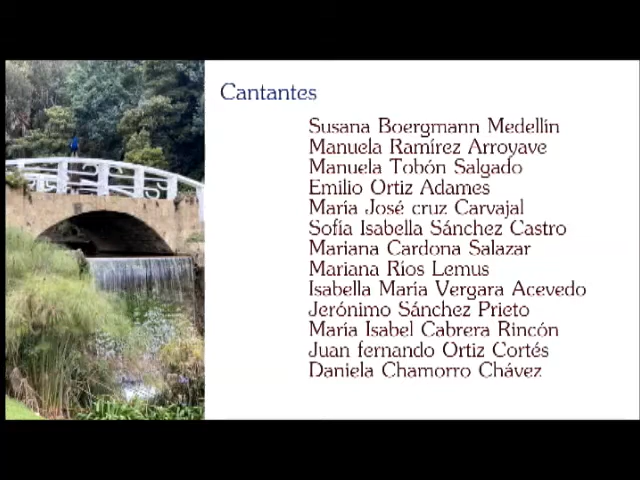 Cantantes
Susana Boergmann Medellín
Manuela Ramírez Arroyave
Manuela Tobón Salgado
Emilio Ortiz Adames
María José cruz Carvajal
Sofía Isabella Sánchez Castro
Mariana Cardona Salazar
Mariana Ríos Lemus
Isabella María Vergara Acevedo
Jerónimo Sánchez Prieto
María Isabel Cabrera Rincón
Juan fernando Ortiz Cortés
Daniela Chamorro Chávez